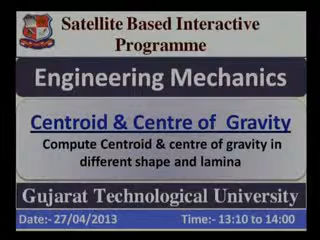 Satellite Based Interactive
Programme
Engineering Mechanics
Centroid & Centre of Gravity
Compute Centroid & centre of gravity in
different shape and lamina
Gujarat Technological University
Date:- 27/04/2013 Time:- 13:10 to 14:00